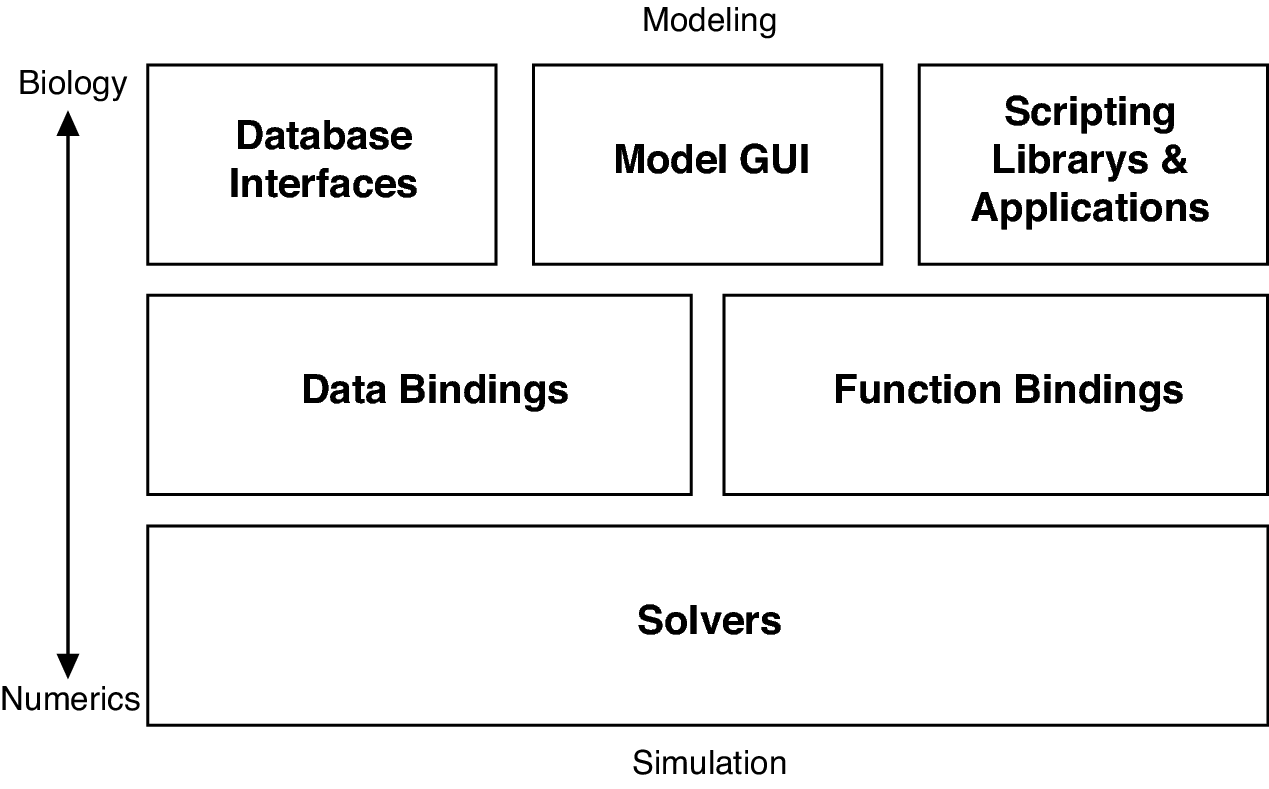 Modeling
Biology
Database
Interfaces
Model GUI
Scripting
Librarys &
Applications
Data Bindings
Function Bindings
Solvers
Numerics
Simulation